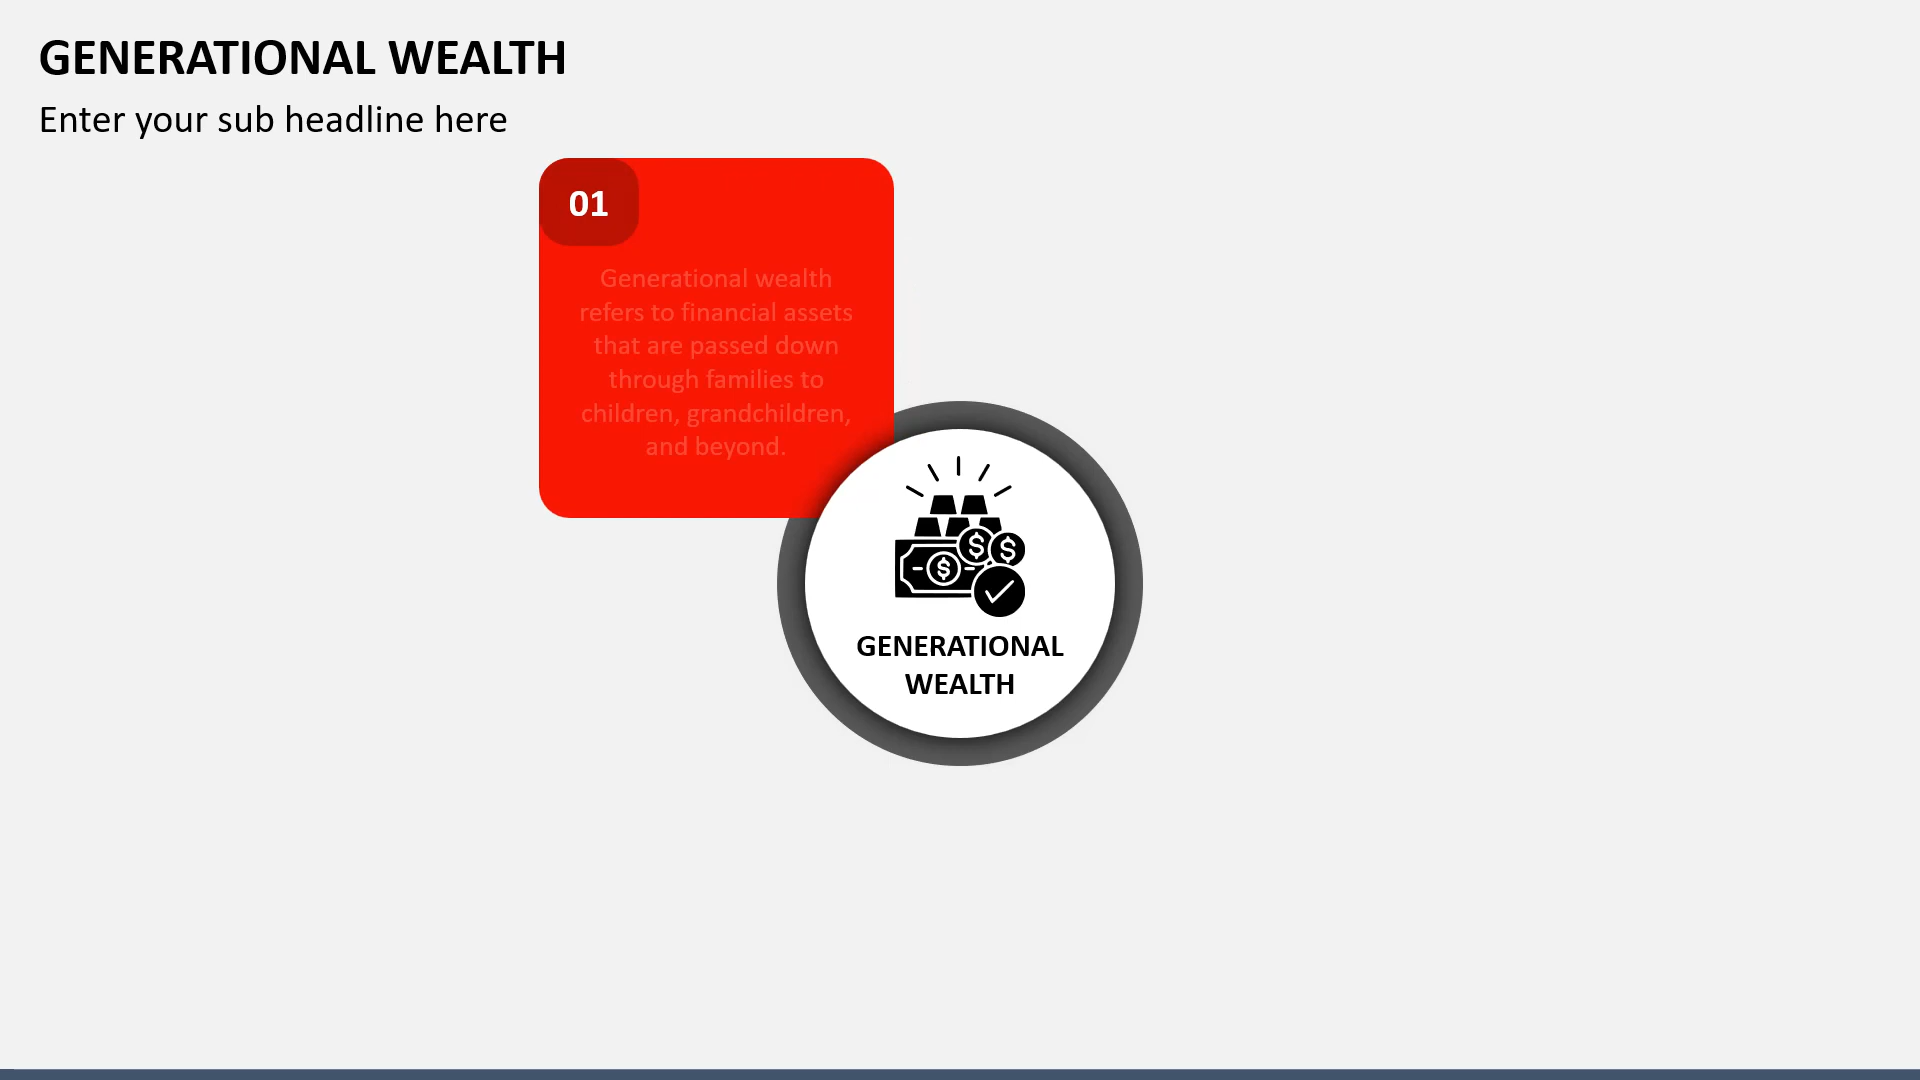 GENERATIONAL WEALTH
Enter your sub headline here
01
Generational wealth
refers to financial assets
that are passed down
through families to
children, grandchildren,
and beyond.
$ $
$
GENERATIONAL
WEALTH